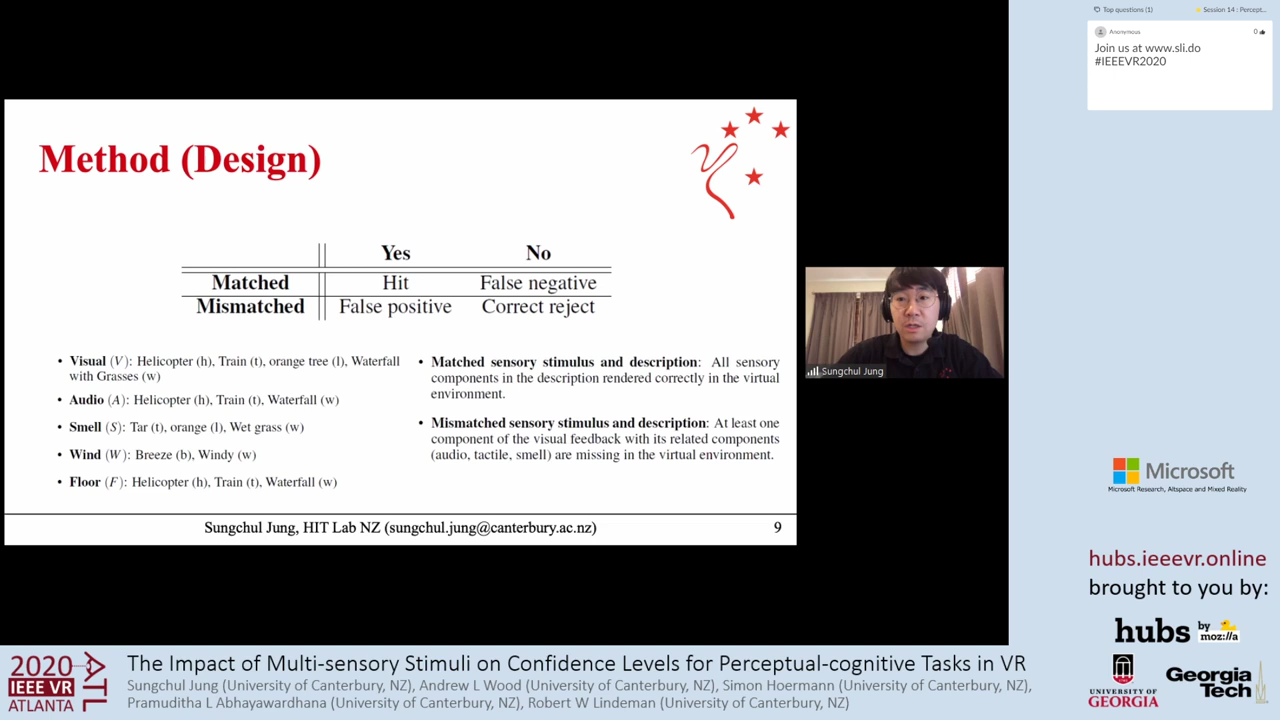 Top questions (1)
Session 14 : Percept...
Anonymous
0
Join us at www.sli.do
#IEEEVR2020
Method (Design)
Yes No
Matched Hit False negative
Mismatched False positive Correct reject
• Visual (V): Helicopter (h), Train (t), orange tree (l), Waterfall
with Grasses (w)
• Audio (A): Helicopter (h), Train (t), Waterfall (w)
• Smell (S): Tar (t), orange (l), Wet grass (w)
• Wind (W): Breeze (b), Windy (w)
• Floor (F): Helicopter (h), Train (t), Waterfall (w)
• Matched sensory stimulus and description: All sensory
components in the description rendered correctly in the virtual
environment.
• Mismatched sensory stimulus and description: At least one
component of the visual feedback with its related components
(audio, tactile, smell) are missing in the virtual environment.
Sungchul Jung, HIT Lab NZ (sungchul.jung@canterbury.ac.nz)
9
Sungchul Jung
Microsoft
Microsoft Research, Altspace and Mixed Reality
hubs.ieeevr.online
brought to you by:
hubs by moz://a
UNIVERSITY OF
GEORGIA
Georgia
Tech
2020
IEEE VR
ATLANTA
ATL
The Impact of Multi-sensory Stimuli on Confidence Levels for Perceptual-cognitive Tasks in VR
Sungchul Jung (University of Canterbury, NZ), Andrew L Wood (University of Canterbury, NZ), Simon Hoermann (University of Canterbury, NZ),
Pramuditha L Abhayawardhana (University of Canterbury, NZ), Robert W Lindeman (University of Canterbury, NZ)